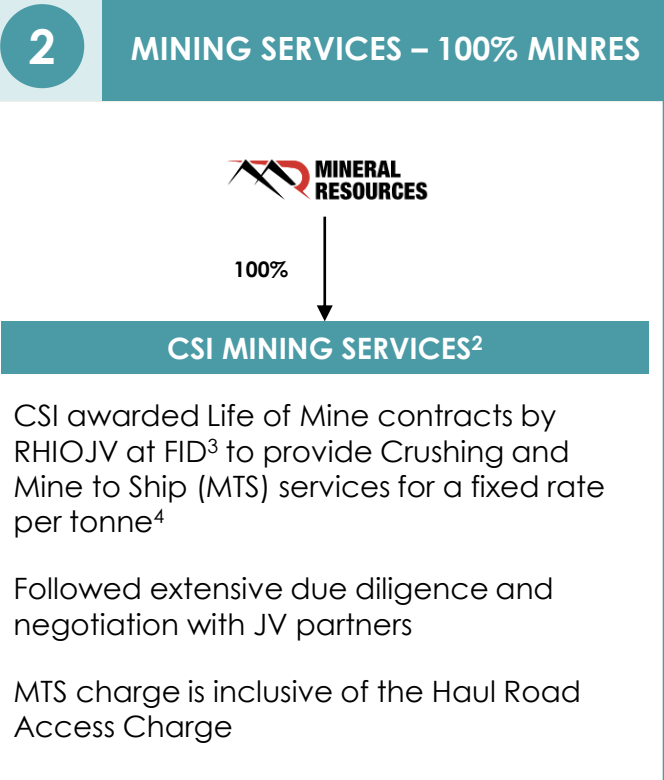 2
MINING SERVICES – 100% MINRES
MINERAL
RESOURCES
100%
CSI MINING SERVICES²
CSI awarded Life of Mine contracts by
RHIOJV at FID³ to provide Crushing and
Mine to Ship (MTS) services for a fixed rate
per tonne⁴
Followed extensive due diligence and
negotiation with JV partners
MTS charge is inclusive of the Haul Road
Access Charge